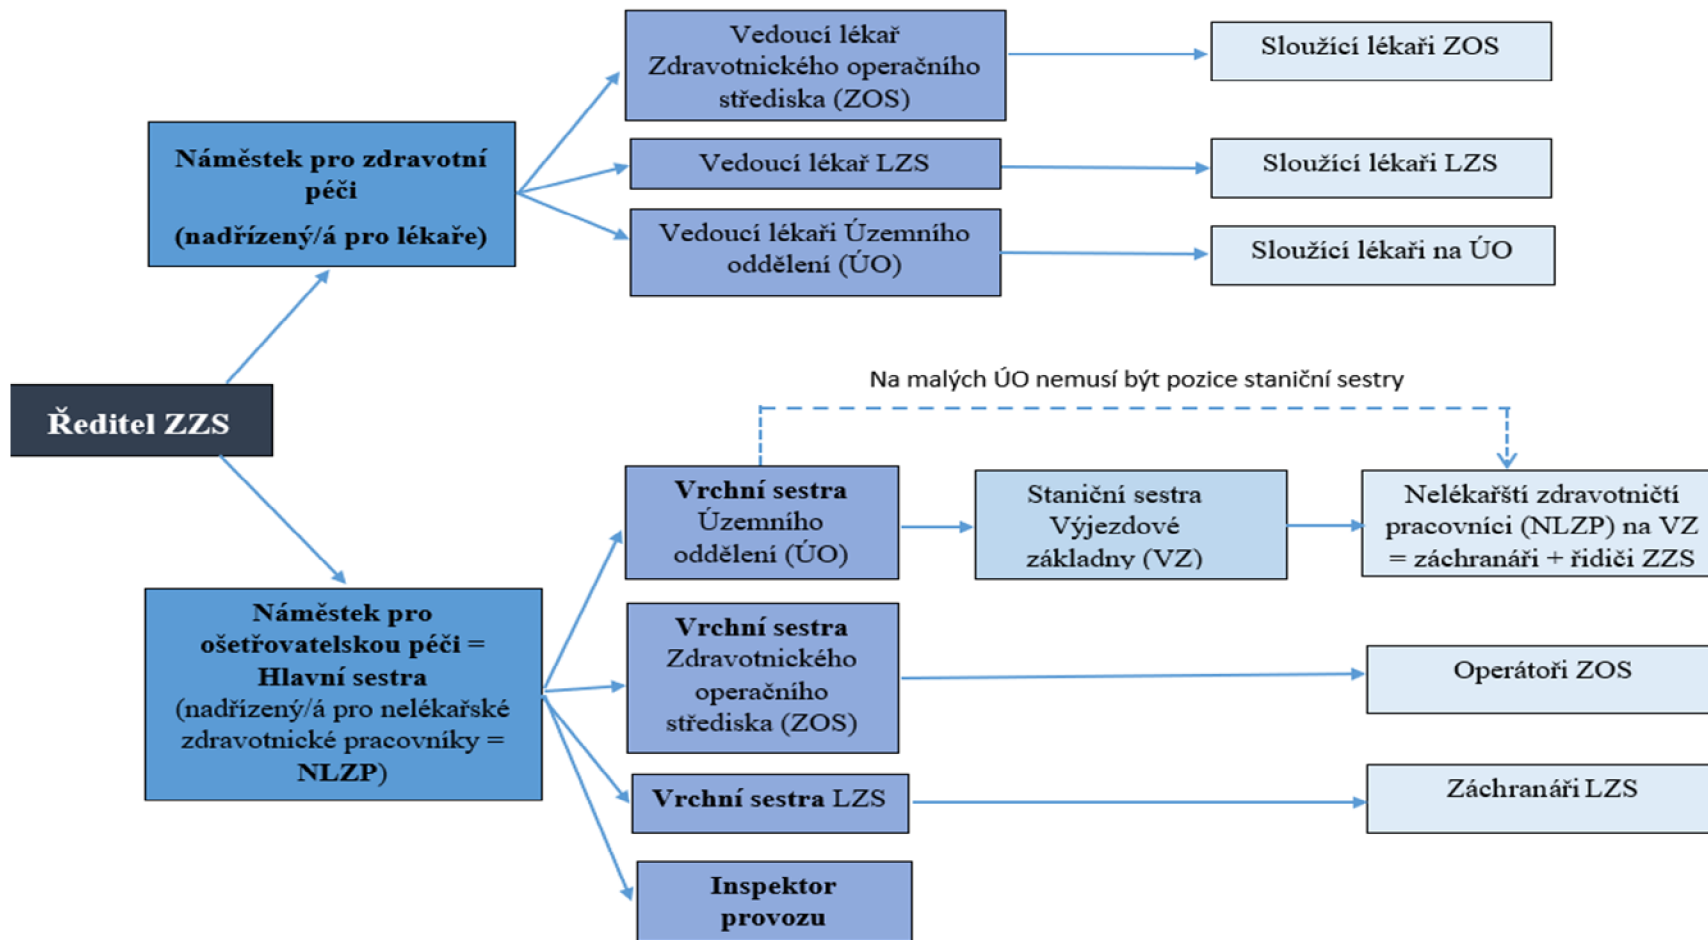 Vedoucí lékař
Zdravotnického operačního
střediska (ZOS)
Sloužící lékaři ZOS
Náměstek pro zdravotní
péči
(nadřízený/á pro lékaře)
Vedoucí lékař LZS
Sloužící lékaři LZS
Vedoucí lékaři Územního
oddělení (ÚO)
Sloužící lékaři na ÚO
Na malých ÚO nemusí být pozice staniční sestry
Ředitel ZZS
Vrchní sestra
Územního
oddělení (ÚO)
Staniční sestra
Výjezdové
základny (VZ)
Nelékařští zdravotničtí
pracovníci (NLZP) na VZ
= záchranáři + řidiči ZZS
Náměstek pro
ošetřovatelskou péči =
Hlavní sestra
(nadřízený/á pro nelékařské
zdravotnické pracovníky =
NLZP)
Vrchní sestra
Zdravotnického
operačního
střediska (ZOS)
Operátoři ZOS
Vrchní sestra LZS
Záchranáři LZS
Inspektor
provozu